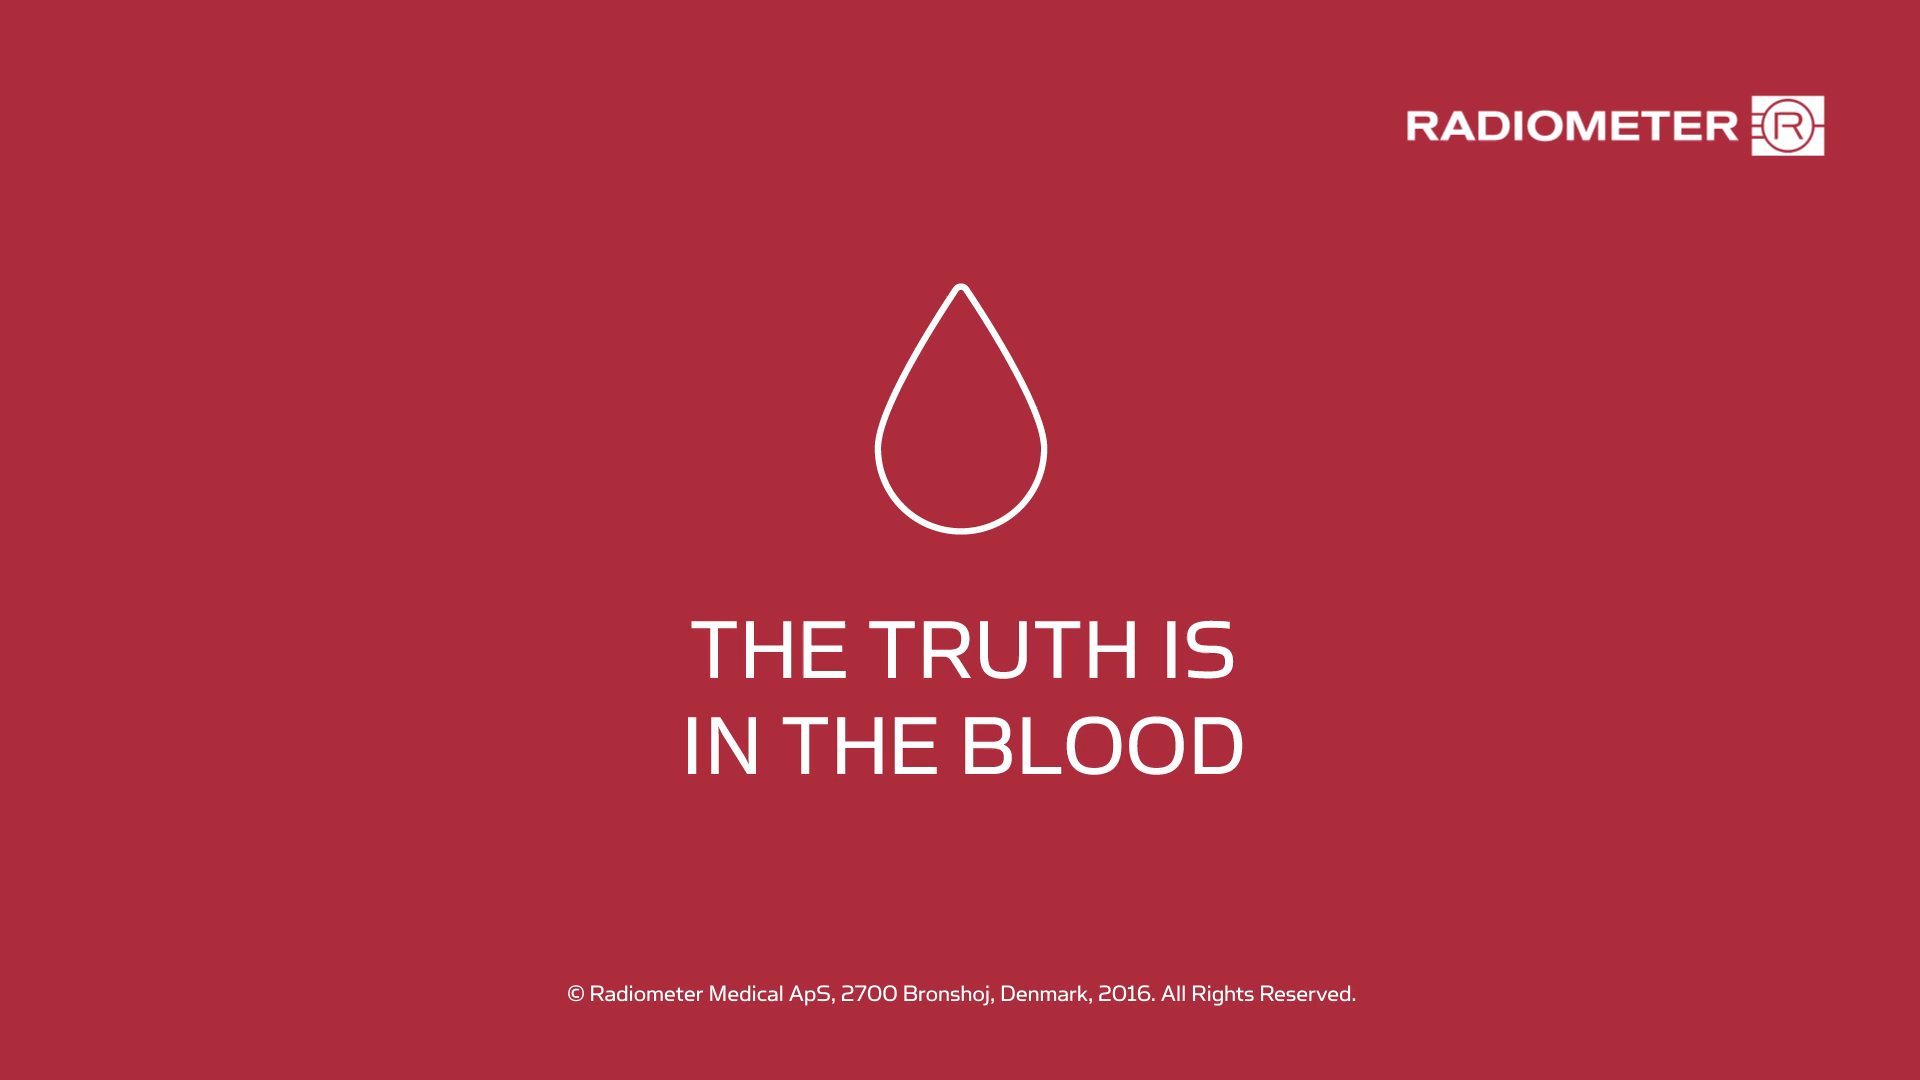 RADIOMETER R
THE TRUTH IS
IN THE BLOOD
© Radiometer Medical ApS, 2700 Bronshoj, Denmark, 2016. All Rights Reserved.